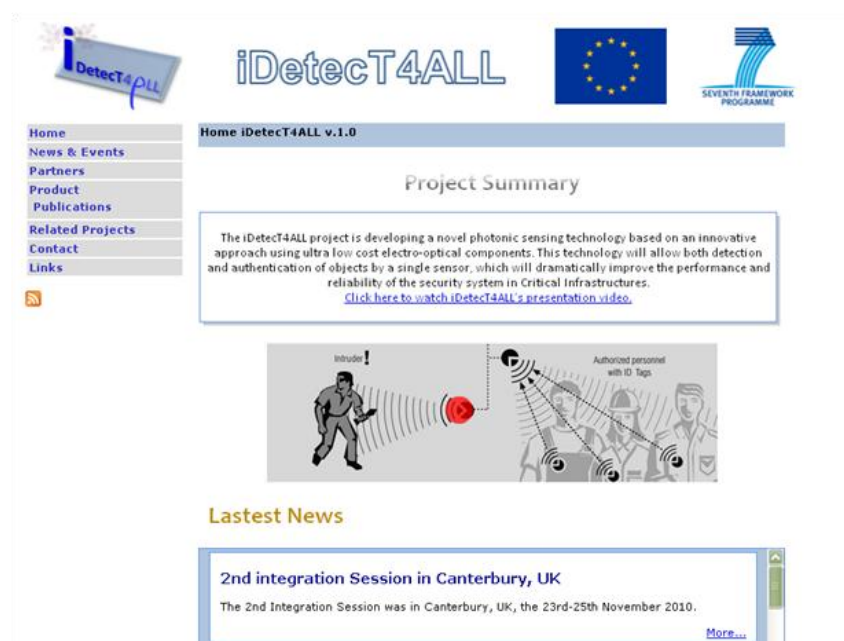 i
DetecT4ALL
iDetecT4ALL
SEVENTH FRAMEWORK
PROGRAMME
Home
News & Events
Partners
Product
Publications
Related Projects
Contact
Links
Home iDetecT4ALL v.1.0
Project Summary
The iDetecT4ALL project is developing a novel photonic sensing technology based on an innovative
approach using ultra low cost electro-optical components. This technology will allow both detection
and authentication of objects by a single sensor, which will dramatically improve the performance and
reliability of the security system in Critical Infrastructures.
Click here to watch iDetecT4ALL's presentation video.
Intruder!
Authorized personnel
with ID Tags
Lastest News
2nd integration Session in Canterbury, UK
The 2nd Integration Session was in Canterbury, UK, the 23rd-25th November 2010.
More...